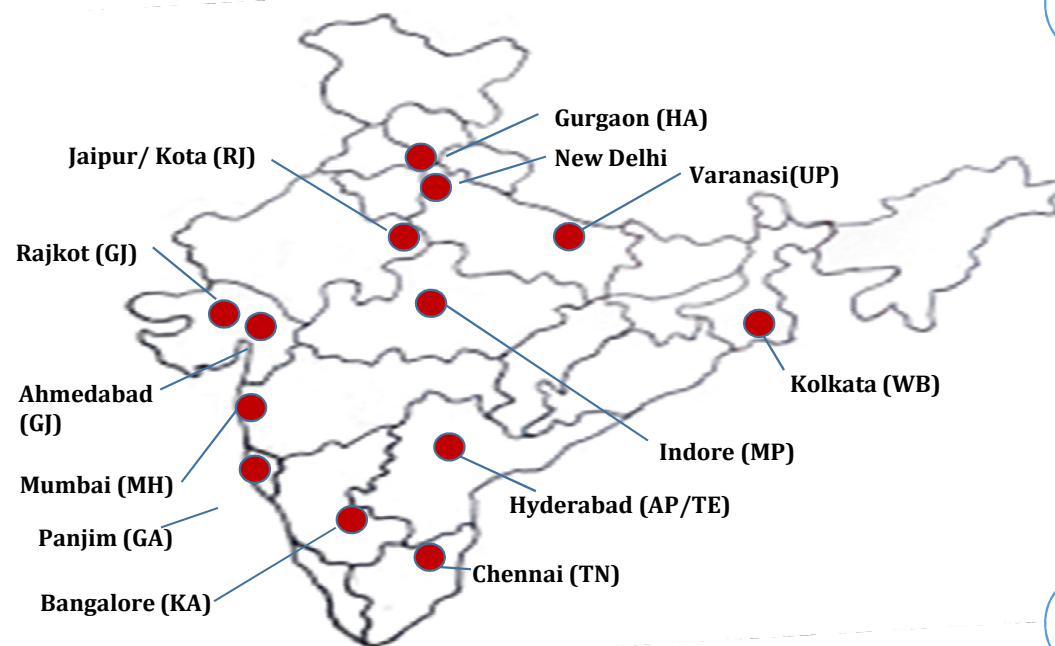 Gurgaon (HA)
Jaipur/ Kota (RJ)
New Delhi
Varanasi(UP)
Rajkot (GJ)
Ahmedabad
(GJ)
Kolkata (WB)
Indore (MP)
Mumbai (MH)
Hyderabad (AP/TE)
Panjim (GA)
Chennai (TN)
Bangalore (KA)